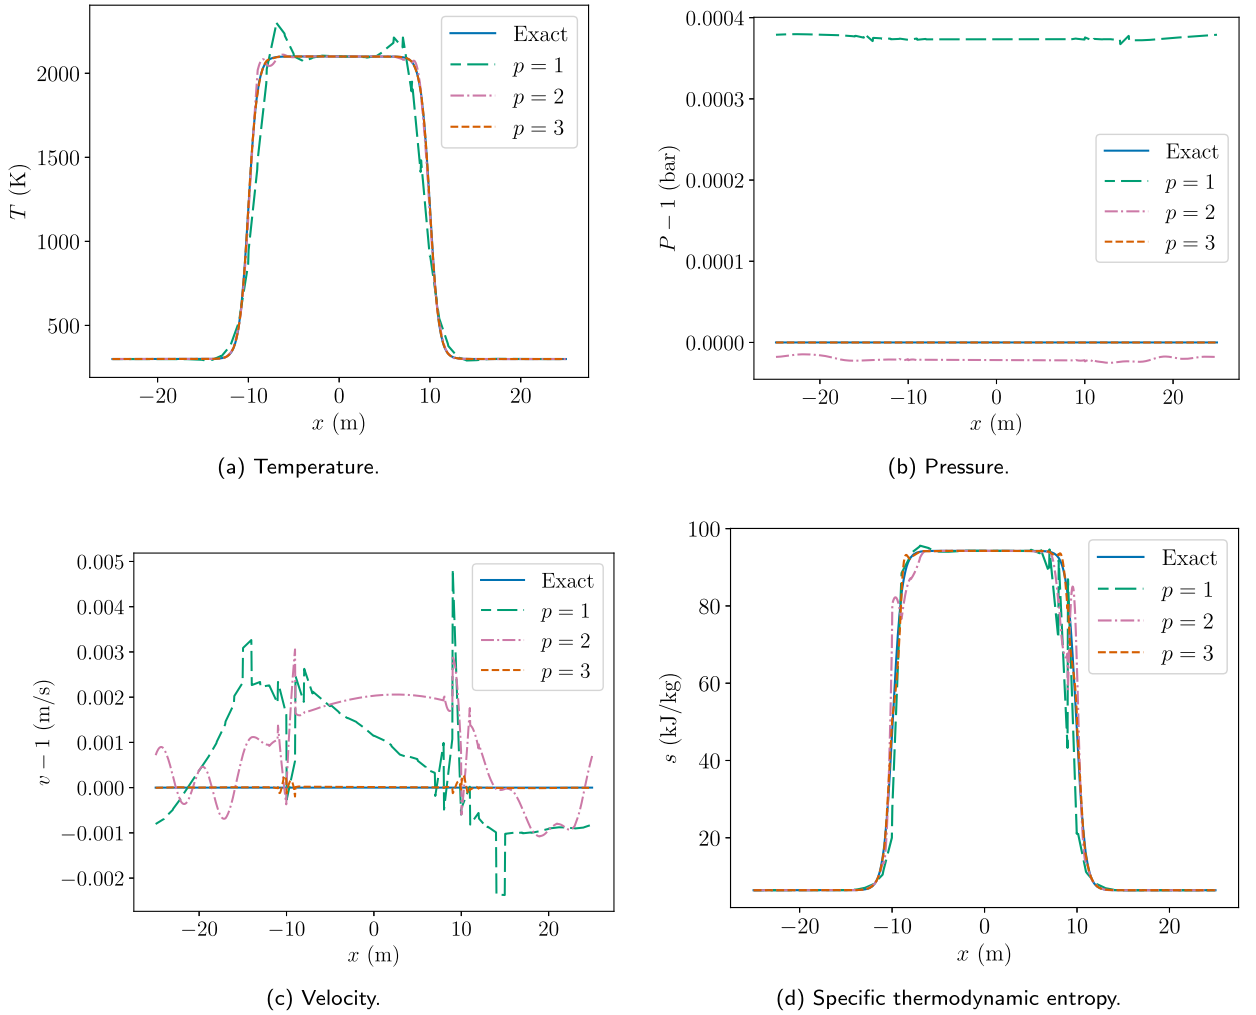 2000
1500
1000
500
T (K)
−20
−10
0
10
20
x (m)
Exact
p = 1
p = 2
p = 3
(a) Temperature.
0.0004
0.0003
0.0002
0.0001
0.0000
P − 1 (bar)
−20
−10
0
10
20
x (m)
Exact
p = 1
p = 2
p = 3
(b) Pressure.
0.005
0.004
0.003
0.002
0.001
0.000
−0.001
−0.002
v − 1 (m/s)
−20
−10
0
10
20
x (m)
Exact
p = 1
p = 2
p = 3
(c) Velocity.
100
80
60
40
20
s (kJ/kg)
−20
−10
0
10
20
x (m)
Exact
p = 1
p = 2
p = 3
(d) Specific thermodynamic entropy.